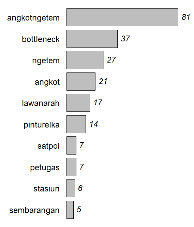 angkotngetem 81
bottleneck 37
ngetem 27
angkot 21
lawanarah 17
pinturelka 14
satpol 7
petugas 7
stasiun 6
sembarangan 5